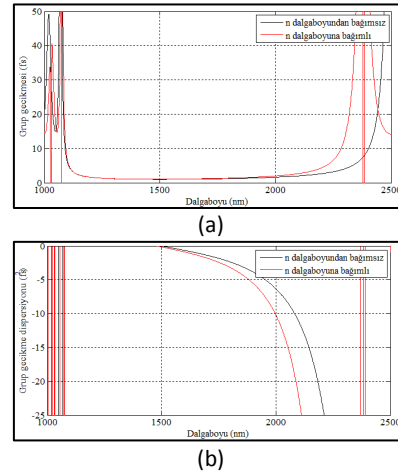 50
40
30
20
10
0
Grup gecikmesi (fs)
n dalgaboyundan bağımsız
n dalgaboyuna bağımlı
1000 1500 2000 2500
Dalgaboyu (nm)
(a)
0
-5
-10
-15
-20
-25
Grup gecikme dispersiyonu (fs)
n dalgaboyundan bağımsız
n dalgaboyuna bağımlı
1000 1500 2000 2500
Dalgaboyu (nm)
(b)